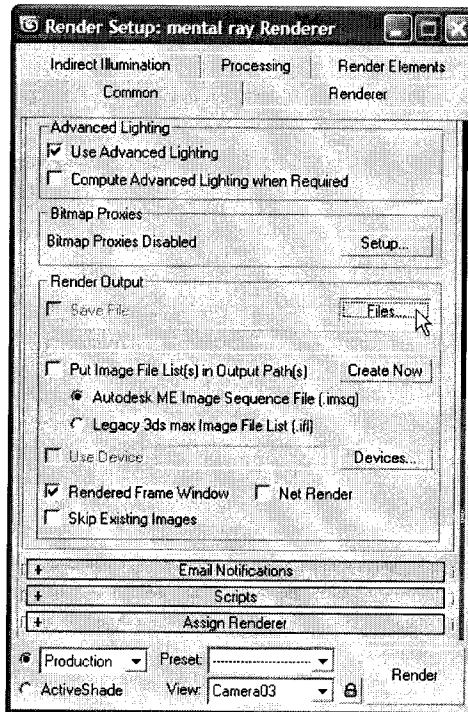 Render Setup: mental ray Renderer
Indirect Illumination Processing Render Elements
Common Renderer
Advanced Lighting
Use Advanced Lighting
Compute Advanced Lighting when Required
Bitmap Proxies
Bitmap Proxies Disabled Setup...
Render Output
Save File Files...
Put Image File List(s) in Output Path(s) Create Now
Autodesk ME Image Sequence File (.imsq)
Legacy 3ds max Image File List (.ifl)
Use Device Devices...
Rendered Frame Window Net Render
Skip Existing Images
+ Email Notifications
+ Scripts
+ Assign Renderer
Production Preset: --------------------
ActiveShade View: Camera03 Render